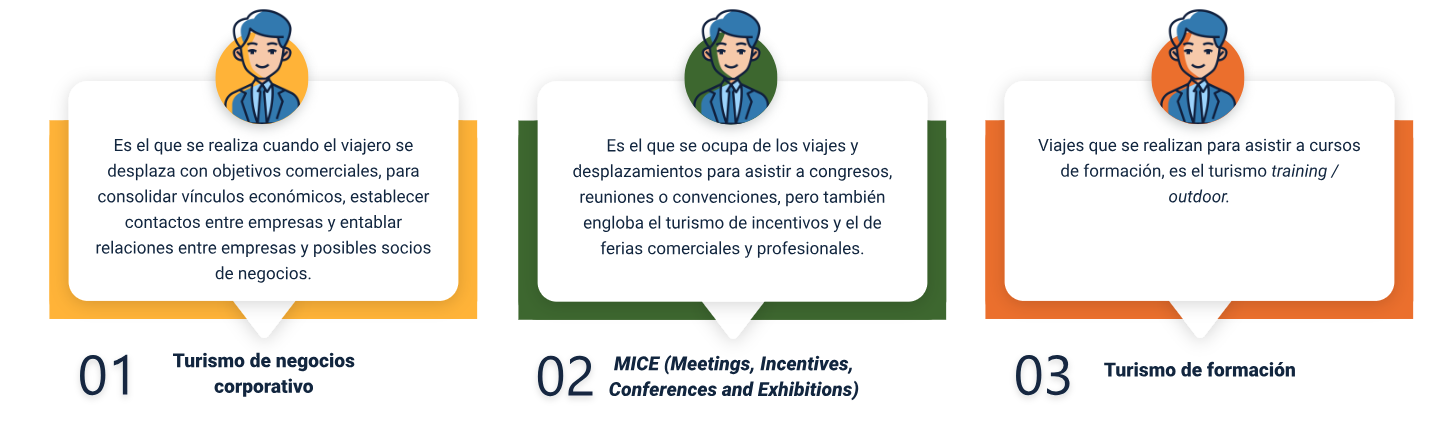 Es el que se realiza cuando el viajero se
desplaza con objetivos comerciales, para
consolidar vínculos económicos, establecer
contactos entre empresas y entablar
relaciones entre empresas y posibles socios
de negocios.
01
Turismo de negocios
corporativo
Es el que se ocupa de los viajes y
desplazamientos para asistir a congresos,
reuniones o convenciones, pero también
engloba el turismo de incentivos y el de
ferias comerciales y profesionales.
02
MICE (Meetings, Incentives,
Conferences and Exhibitions)
Viajes que se realizan para asistir a cursos
de formación, es el turismo training /
outdoor.
03
Turismo de formación